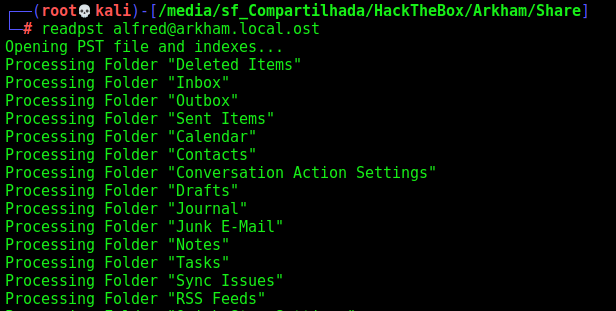 ┌──(root💀kali)-[/media/sf_Compartilhada/HackTheBox/Arkham/Share]
└─# readpst alfred@arkham.local.ost
Opening PST file and indexes...
Processing Folder "Deleted Items"
Processing Folder "Inbox"
Processing Folder "Outbox"
Processing Folder "Sent Items"
Processing Folder "Calendar"
Processing Folder "Contacts"
Processing Folder "Conversation Action Settings"
Processing Folder "Drafts"
Processing Folder "Journal"
Processing Folder "Junk E-Mail"
Processing Folder "Notes"
Processing Folder "Tasks"
Processing Folder "Sync Issues"
Processing Folder "RSS Feeds"